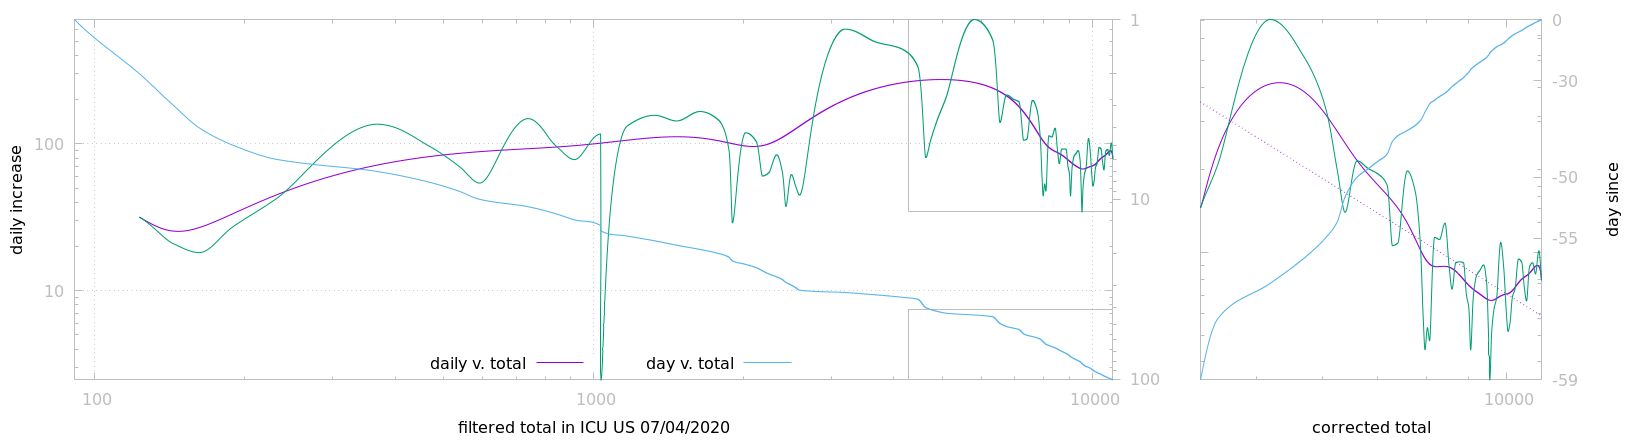 1
0
-30
100
daily increase
-50
day since
10
-55
10
daily v. total
day v. total
100
-59
100
1000
10000
10000
filtered total in ICU US 07/04/2020
corrected total